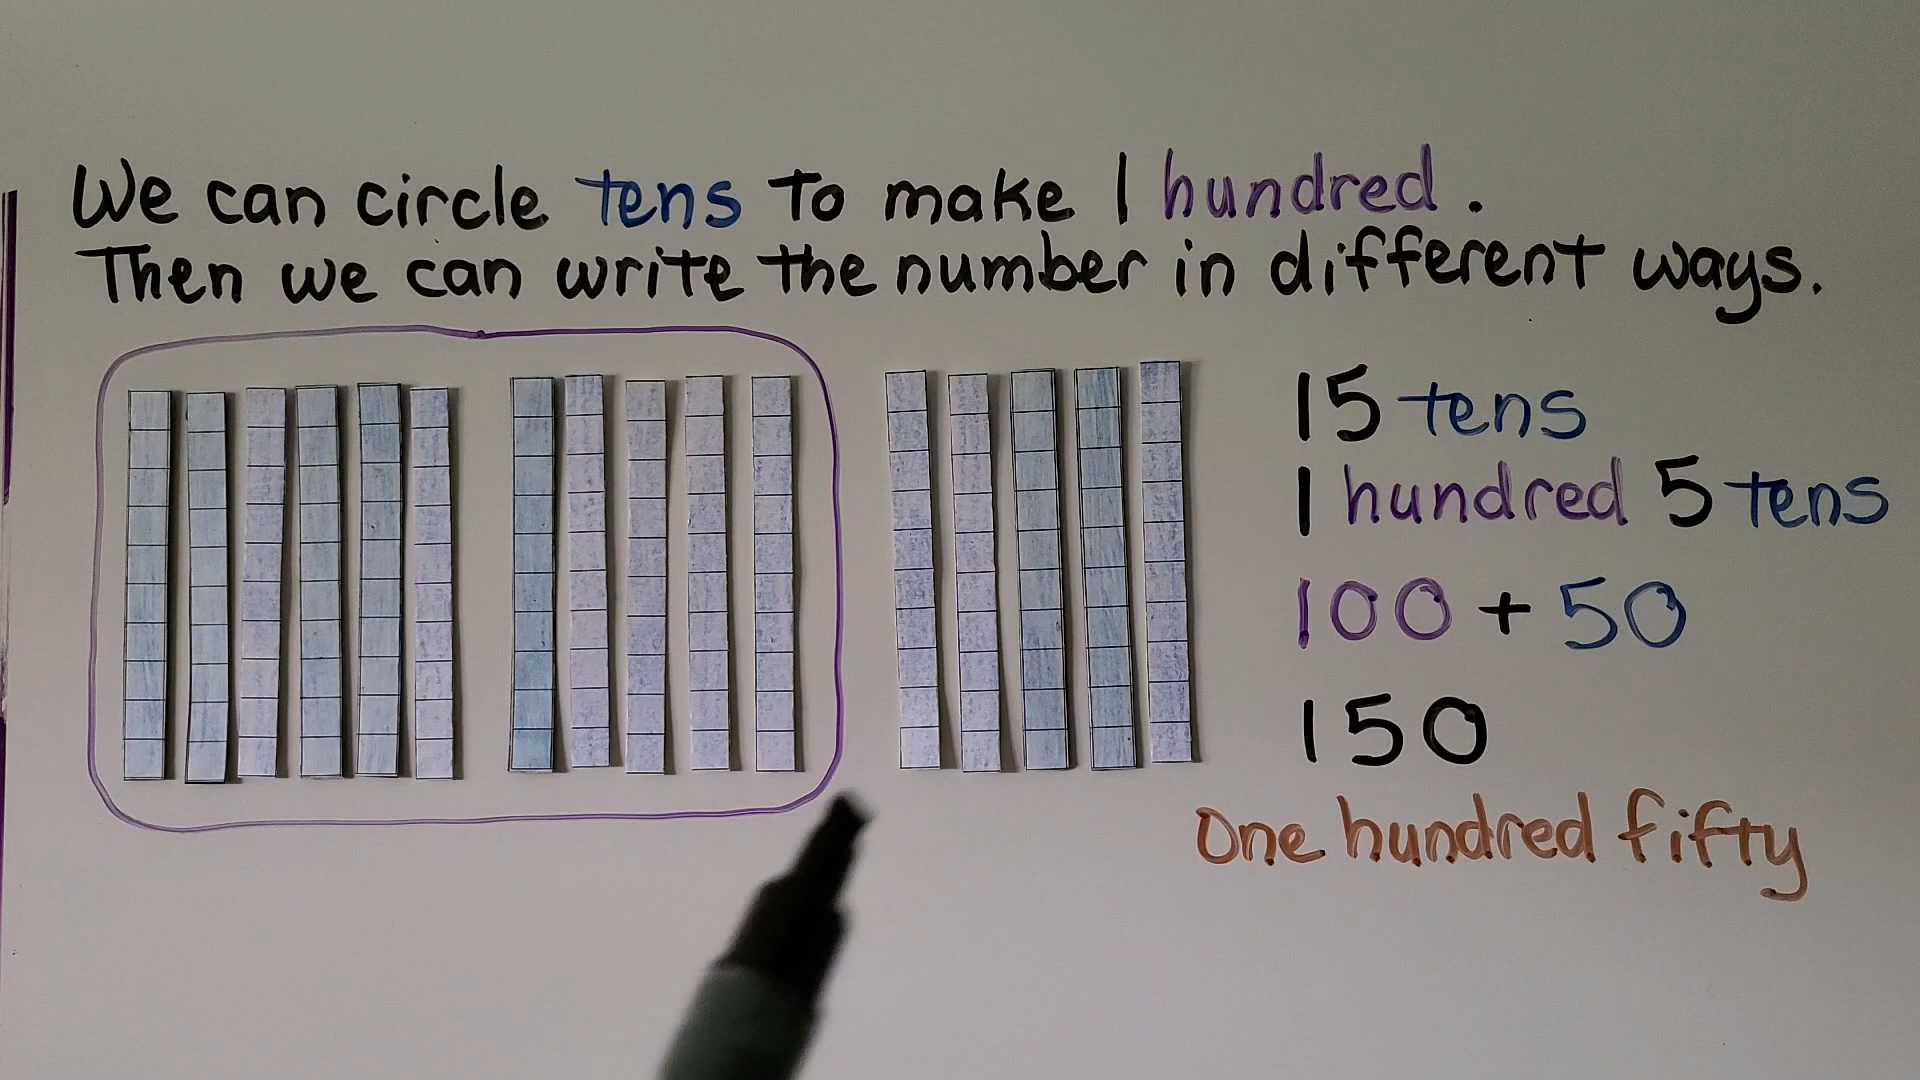 We can circle tens to make 1 hundred.
Then we can write the number in different ways.
15 tens
1 hundred 5 tens
100 + 50
150
One hundred fifty